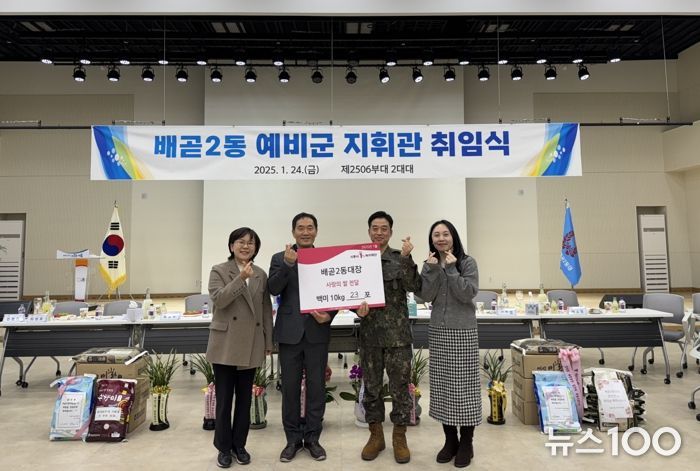 배곧2동 예비군 지휘관 취임식
2025. 1. 24.(금) 제2506부대 2대대
배곧2동대장
사랑의 쌀 전달
백미 10kg 23 포
뉴스100